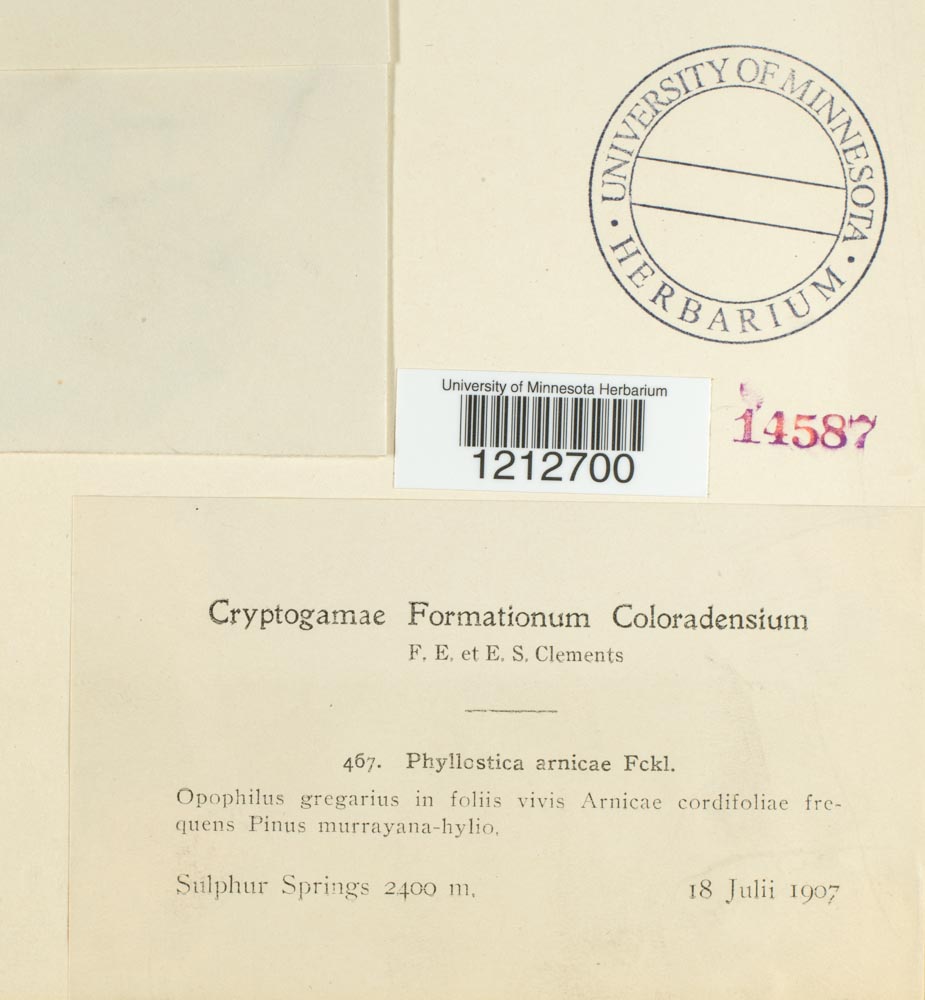 UNIVERSITY OF MINNESOTA
• HERBARIUM •
University of Minnesota Herbarium
1212700
14587
Cryptogamae Formationum Coloradensium
F. E. et E. S. Clements
467. Phyllostica arnicae Fckl.
Opophilus gregarius in foliis vivis Arnicae cordifoliae fre-
quens Pinus murrayana-hylio.
Sulphur Springs 2400 m. 18 Julii 1907